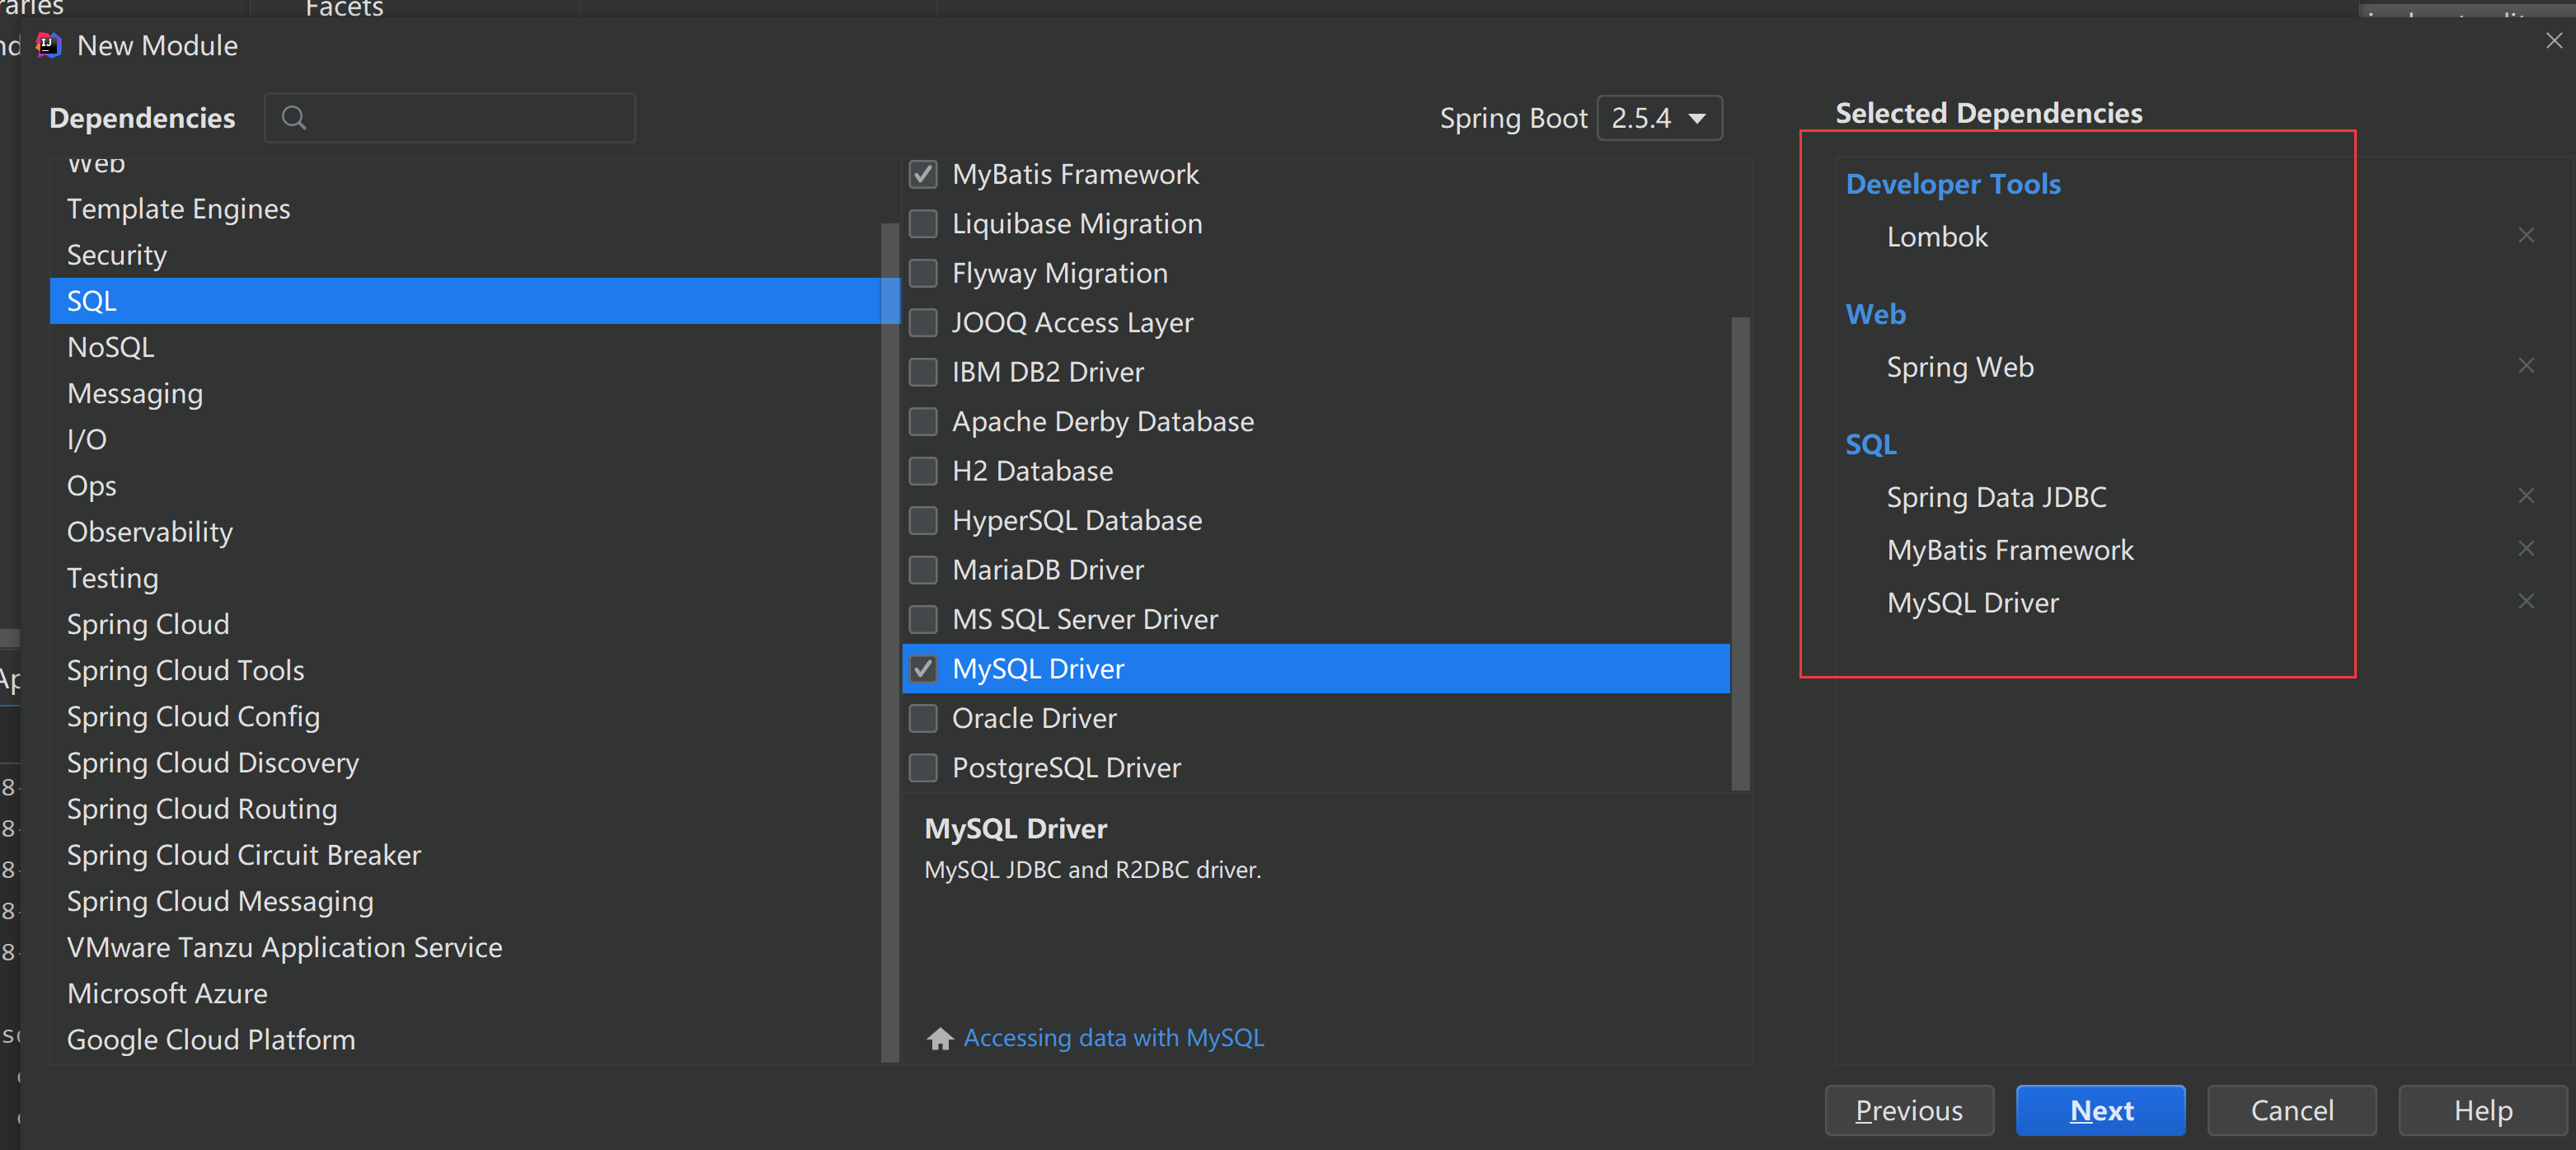 Facets
New Module
Dependencies
Spring Boot 2.5.4
Selected Dependencies
Web
Template Engines
Security
SQL
NoSQL
Messaging
I/O
Ops
Observability
Testing
Spring Cloud
Spring Cloud Tools
Spring Cloud Config
Spring Cloud Discovery
Spring Cloud Routing
Spring Cloud Circuit Breaker
Spring Cloud Messaging
VMware Tanzu Application Service
Microsoft Azure
Google Cloud Platform
MyBatis Framework
Liquibase Migration
Flyway Migration
JOOQ Access Layer
IBM DB2 Driver
Apache Derby Database
H2 Database
HyperSQL Database
MariaDB Driver
MS SQL Server Driver
MySQL Driver
Oracle Driver
PostgreSQL Driver
MySQL Driver
MySQL JDBC and R2DBC driver.
Accessing data with MySQL
Developer Tools
Lombok
Web
Spring Web
SQL
Spring Data JDBC
MyBatis Framework
MySQL Driver
Previous
Next
Cancel
Help